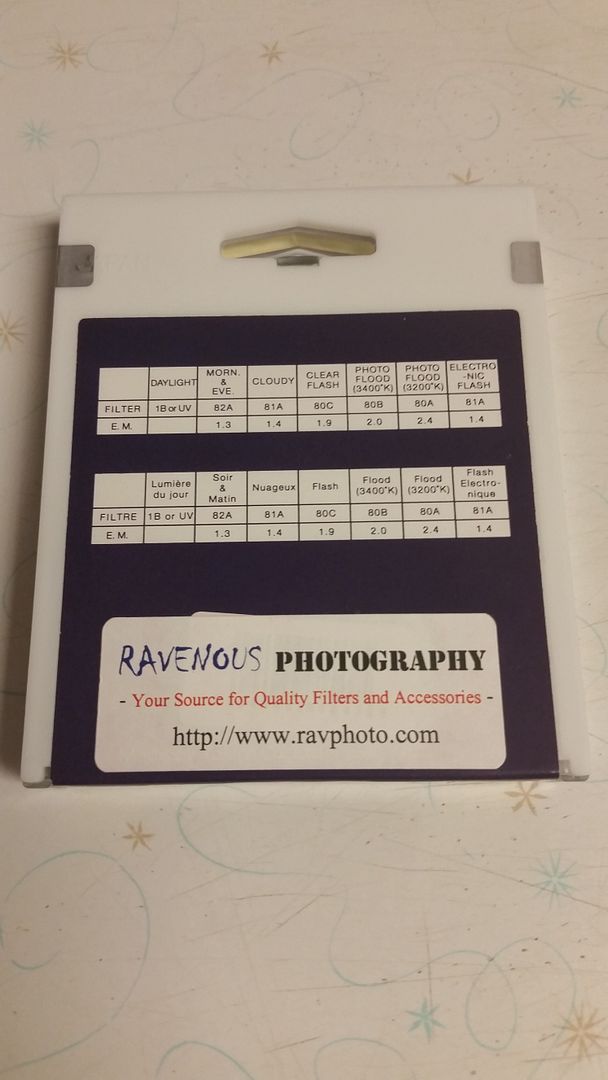 DAYLIGHT MORN. & EVE. CLOUDY CLEAR FLASH PHOTO FLOOD (3400°K) PHOTO FLOOD (3200°K) ELECTRO -NIC FLASH
FILTER 1B or UV 82A 81A 80C 80B 80A 81A
E. M. 1.3 1.4 1.9 2.0 2.4 1.4
Lumière du jour Soir & Matin Nuageux Flash Flood (3400°K) Flood (3200°K) Flash Electro- nique
FILTRE 1B or UV 82A 81A 80C 80B 80A 81A
E. M. 1.3 1.4 1.9 2.0 2.4 1.4
RAVENOUS PHOTOGRAPHY
- Your Source for Quality Filters and Accessories -
http://www.ravphoto.com